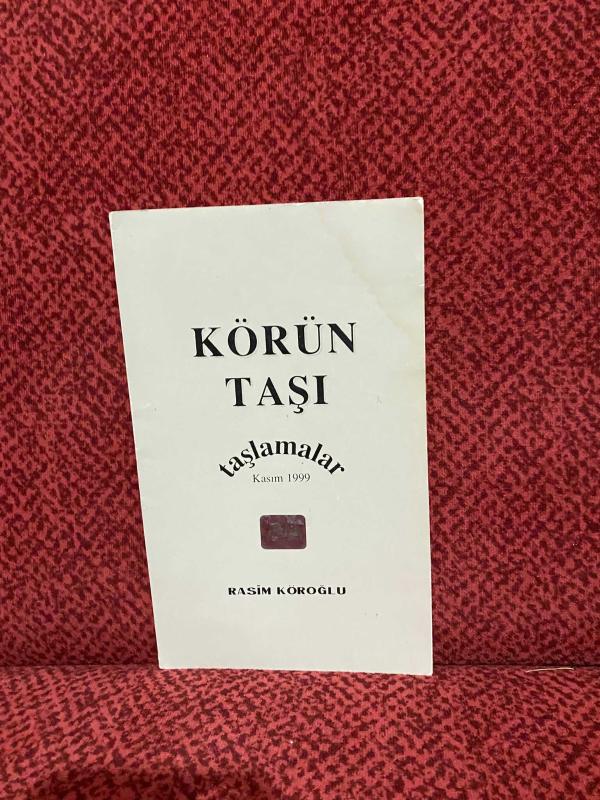 KÖRÜN
TAŞI
taşlamalar
Kasım 1999
RASİM KÖROĞLU